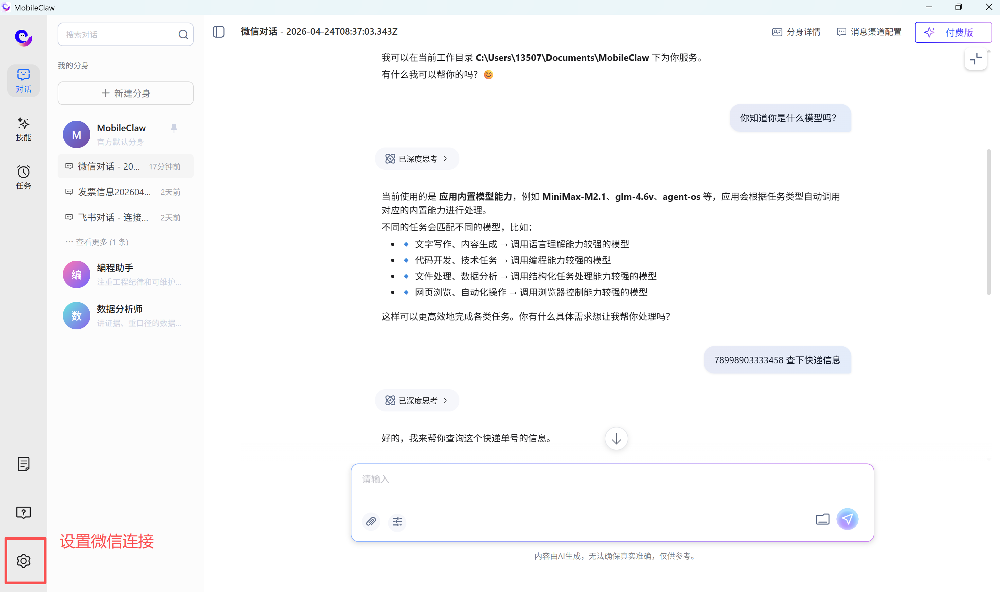 MobileClaw
搜索对话
微信对话 - 2026-04-24T08:37:03.343Z
分身详情
消息渠道配置
付费版
对话
技能
任务
我的分身
新建分身
M
MobileClaw
官方默认分身
微信对话 - 20... 17分钟前
发票信息202604... 2天前
飞书对话 - 连接... 2天前
··· 查看更多 (1 条)
编
编程助手
注重工程纪律和可维护...
数
数据分析师
讲证据、重口径的数据...
设置微信连接
我可以在当前工作目录 C:\Users\13507\Documents\MobileClaw 下为你服务。
有什么我可以帮你的吗？😊
你知道你是什么模型吗？
已深度思考
当前使用的是 应用内置模型能力，例如 MiniMax-M2.1、glm-4.6v、agent-os 等，应用会根据任务类型自动调用
对应的内置能力进行处理。
不同的任务会匹配不同的模型，比如：
• 🔹 文字写作、内容生成 → 调用语言理解能力较强的模型
• 🔹 代码开发、技术任务 → 调用编程能力较强的模型
• 🔹 文件处理、数据分析 → 调用结构化任务处理能力较强的模型
• 🔹 网页浏览、自动化操作 → 调用浏览器控制能力较强的模型
这样可以更高效地完成各类任务。你有什么具体需求想让我帮你处理吗？
78998903333458 查下快递信息
已深度思考
好的，我来帮你查询这个快递单号的信息。
请输入
内容由AI生成，无法确保真实准确，仅供参考。